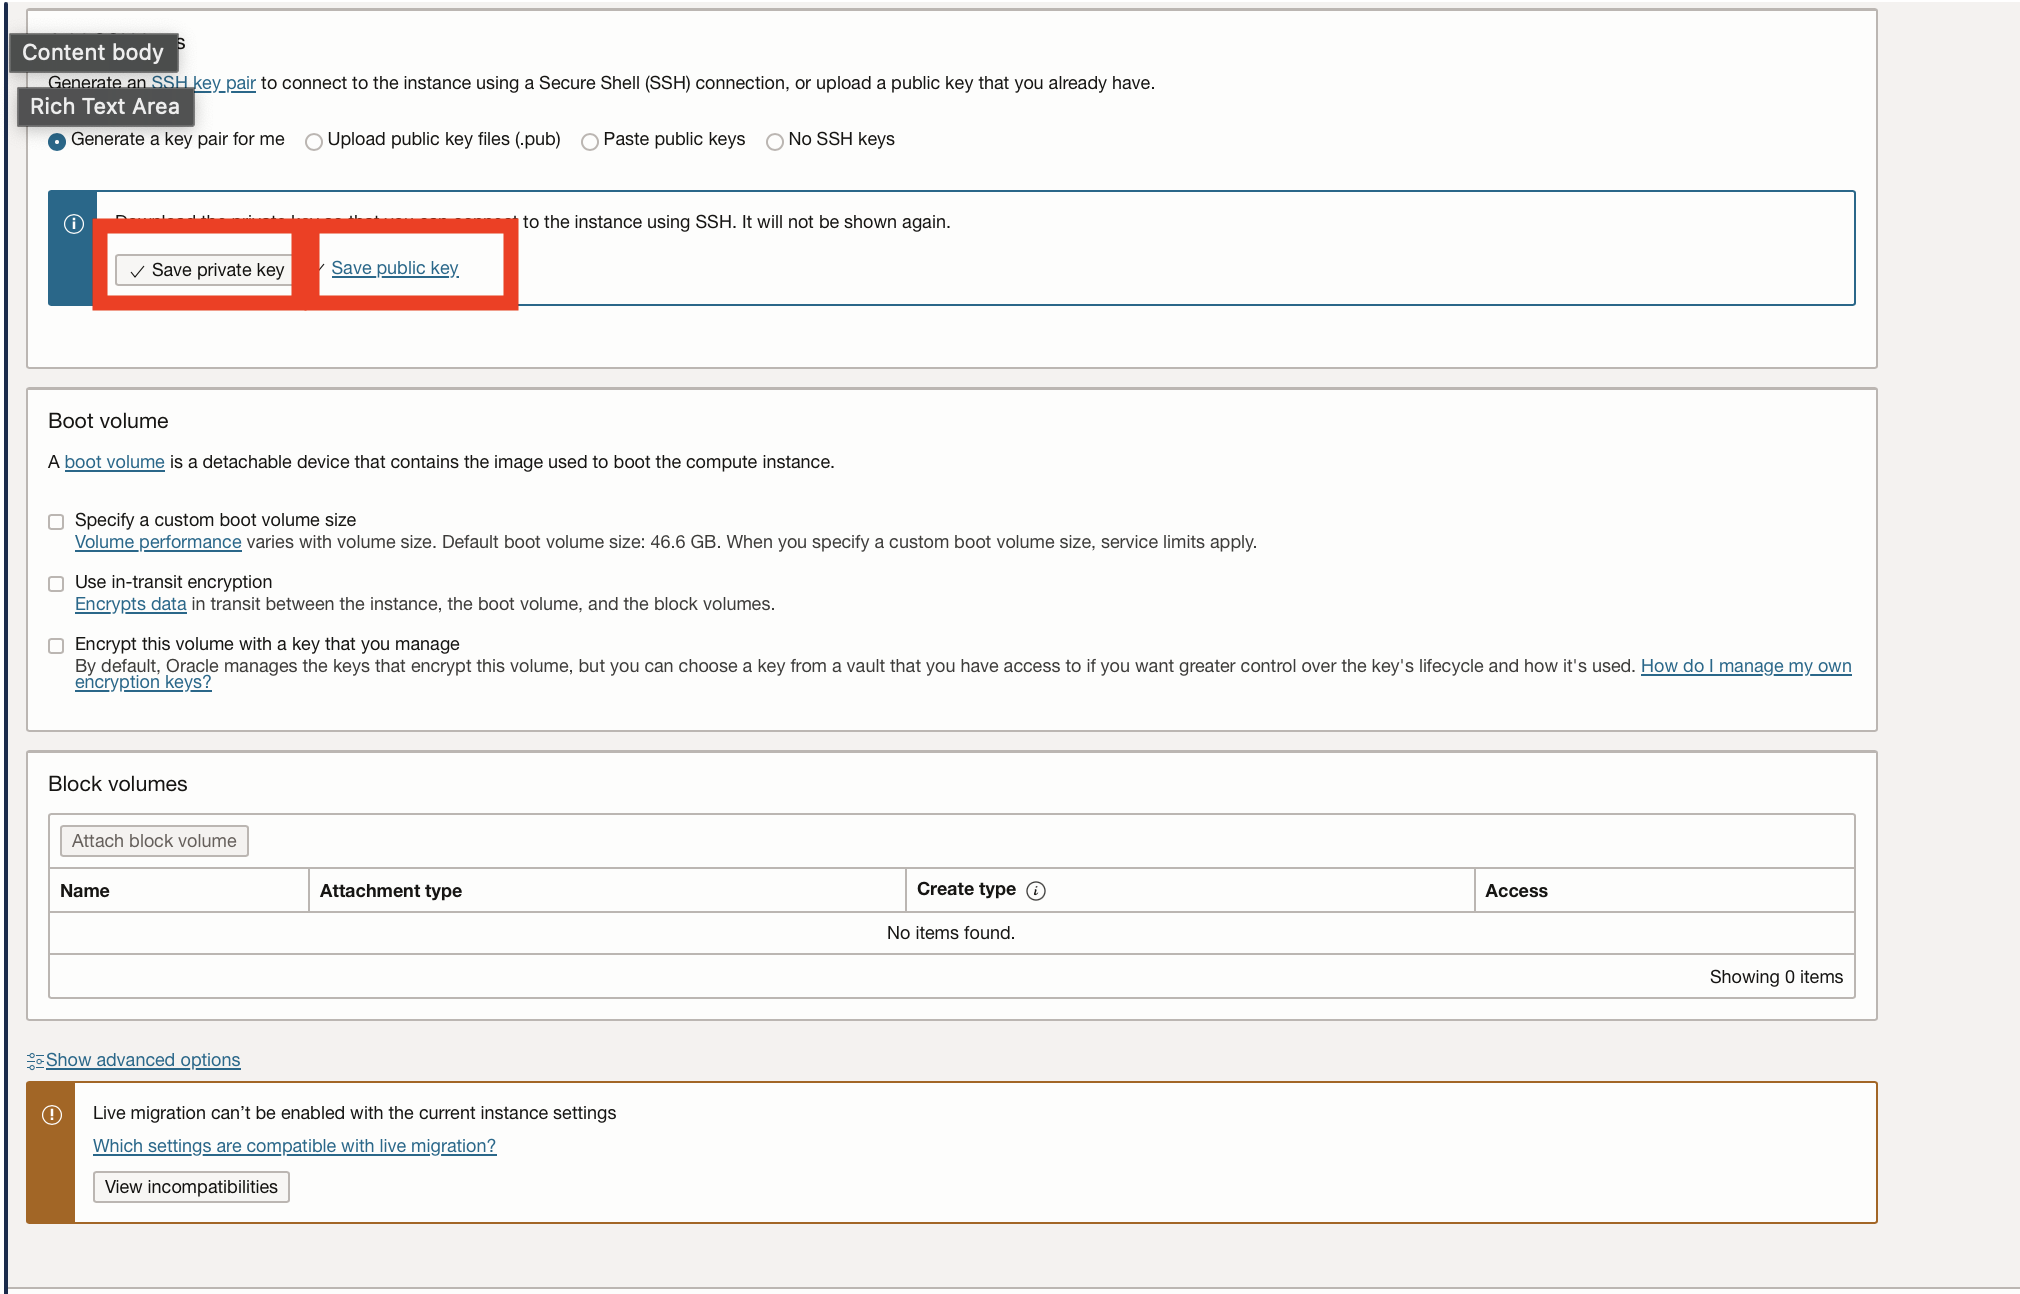 Content body
Generate an SSH key pair to connect to the instance using a Secure Shell (SSH) connection, or upload a public key that you already have.
Rich Text Area
Generate a key pair for me Upload public key files (.pub) Paste public keys No SSH keys
Download the private key so that you can connect to the instance using SSH. It will not be shown again.
Save private key Save public key
Boot volume
A boot volume is a detachable device that contains the image used to boot the compute instance.
Specify a custom boot volume size
Volume performance varies with volume size. Default boot volume size: 46.6 GB. When you specify a custom boot volume size, service limits apply.
Use in-transit encryption
Encrypts data in transit between the instance, the boot volume, and the block volumes.
Encrypt this volume with a key that you manage
By default, Oracle manages the keys that encrypt this volume, but you can choose a key from a vault that you have access to if you want greater control over the key's lifecycle and how it's used. How do I manage my own
encryption keys?
Block volumes
Attach block volume
Name Attachment type Create type Access
No items found.
Showing 0 items
Show advanced options
Live migration can’t be enabled with the current instance settings
Which settings are compatible with live migration?
View incompatibilities